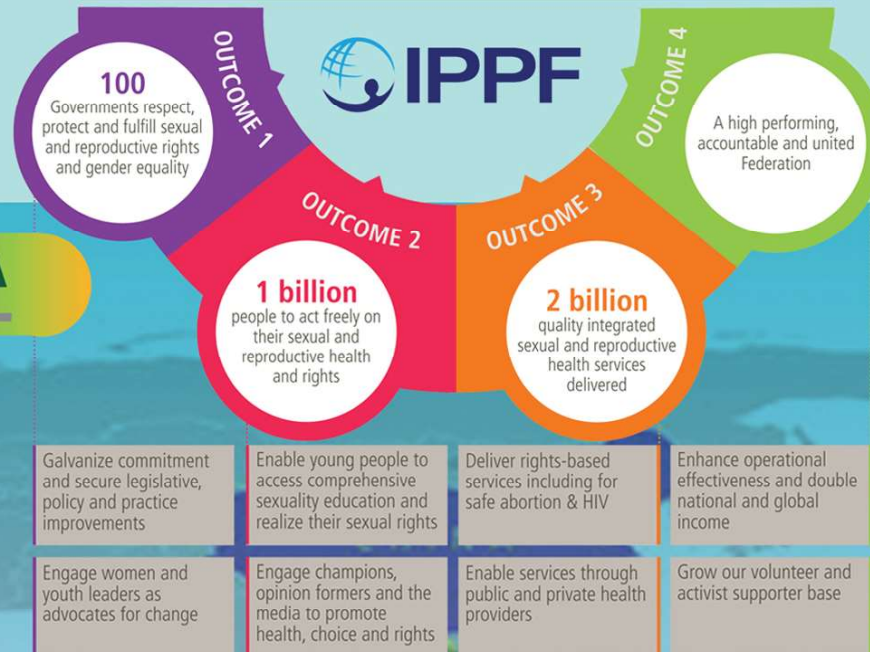 IPPF
OUTCOME 1
100
Governments respect,
protect and fulfill sexual
and reproductive rights
and gender equality
OUTCOME 2
1 billion
people to act freely on
their sexual and
reproductive health
and rights
OUTCOME 3
2 billion
quality integrated
sexual and reproductive
health services
delivered
OUTCOME 4
A high performing,
accountable and united
Federation
A
Galvanize commitment
and secure legislative,
policy and practice
improvements
Enable young people to
access comprehensive
sexuality education and
realize their sexual rights
Deliver rights-based
services including for
safe abortion & HIV
Enhance operational
effectiveness and double
national and global
income
Engage women and
youth leaders as
advocates for change
Engage champions,
opinion formers and the
media to promote
health, choice and rights
Enable services through
public and private health
providers
Grow our volunteer and
activist supporter base